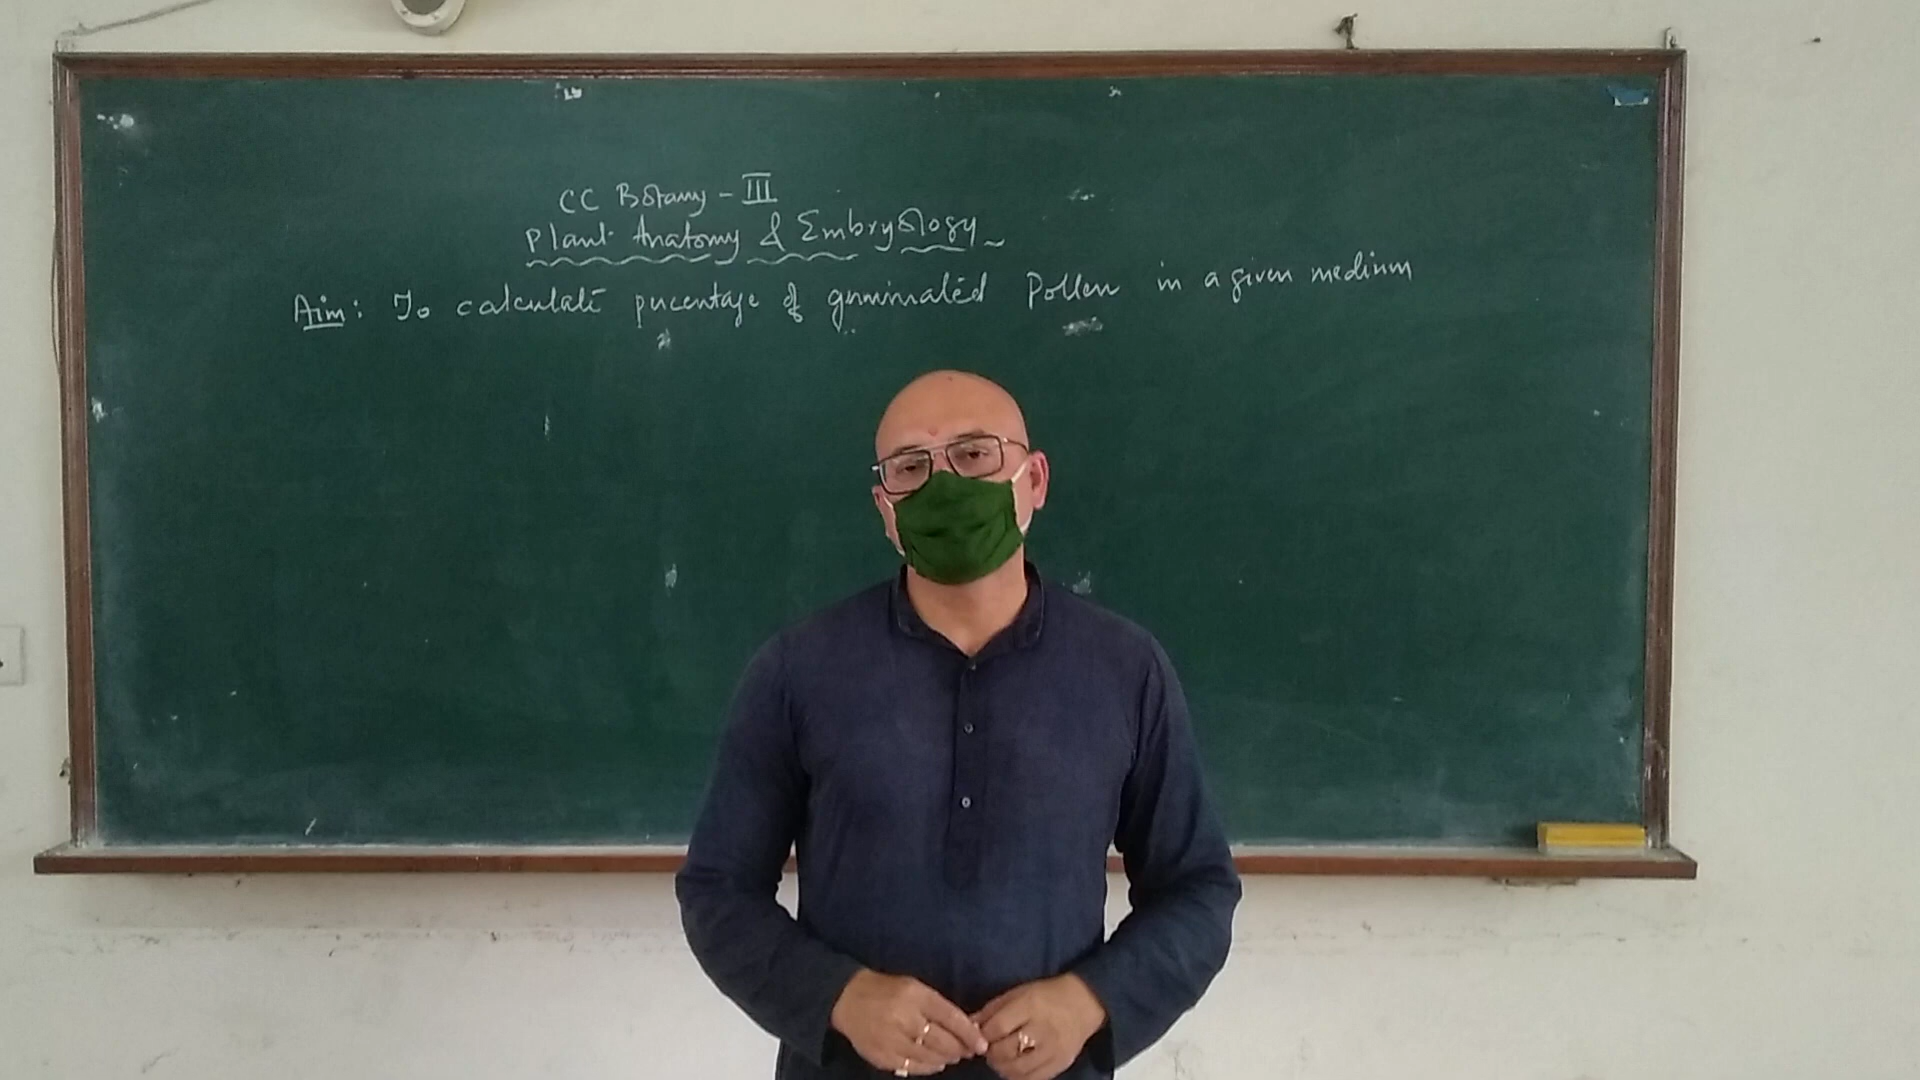 CC Botany - III
Plant Anatomy & Embryology
Aim: To calculate percentage of germinated Pollen in a given medium